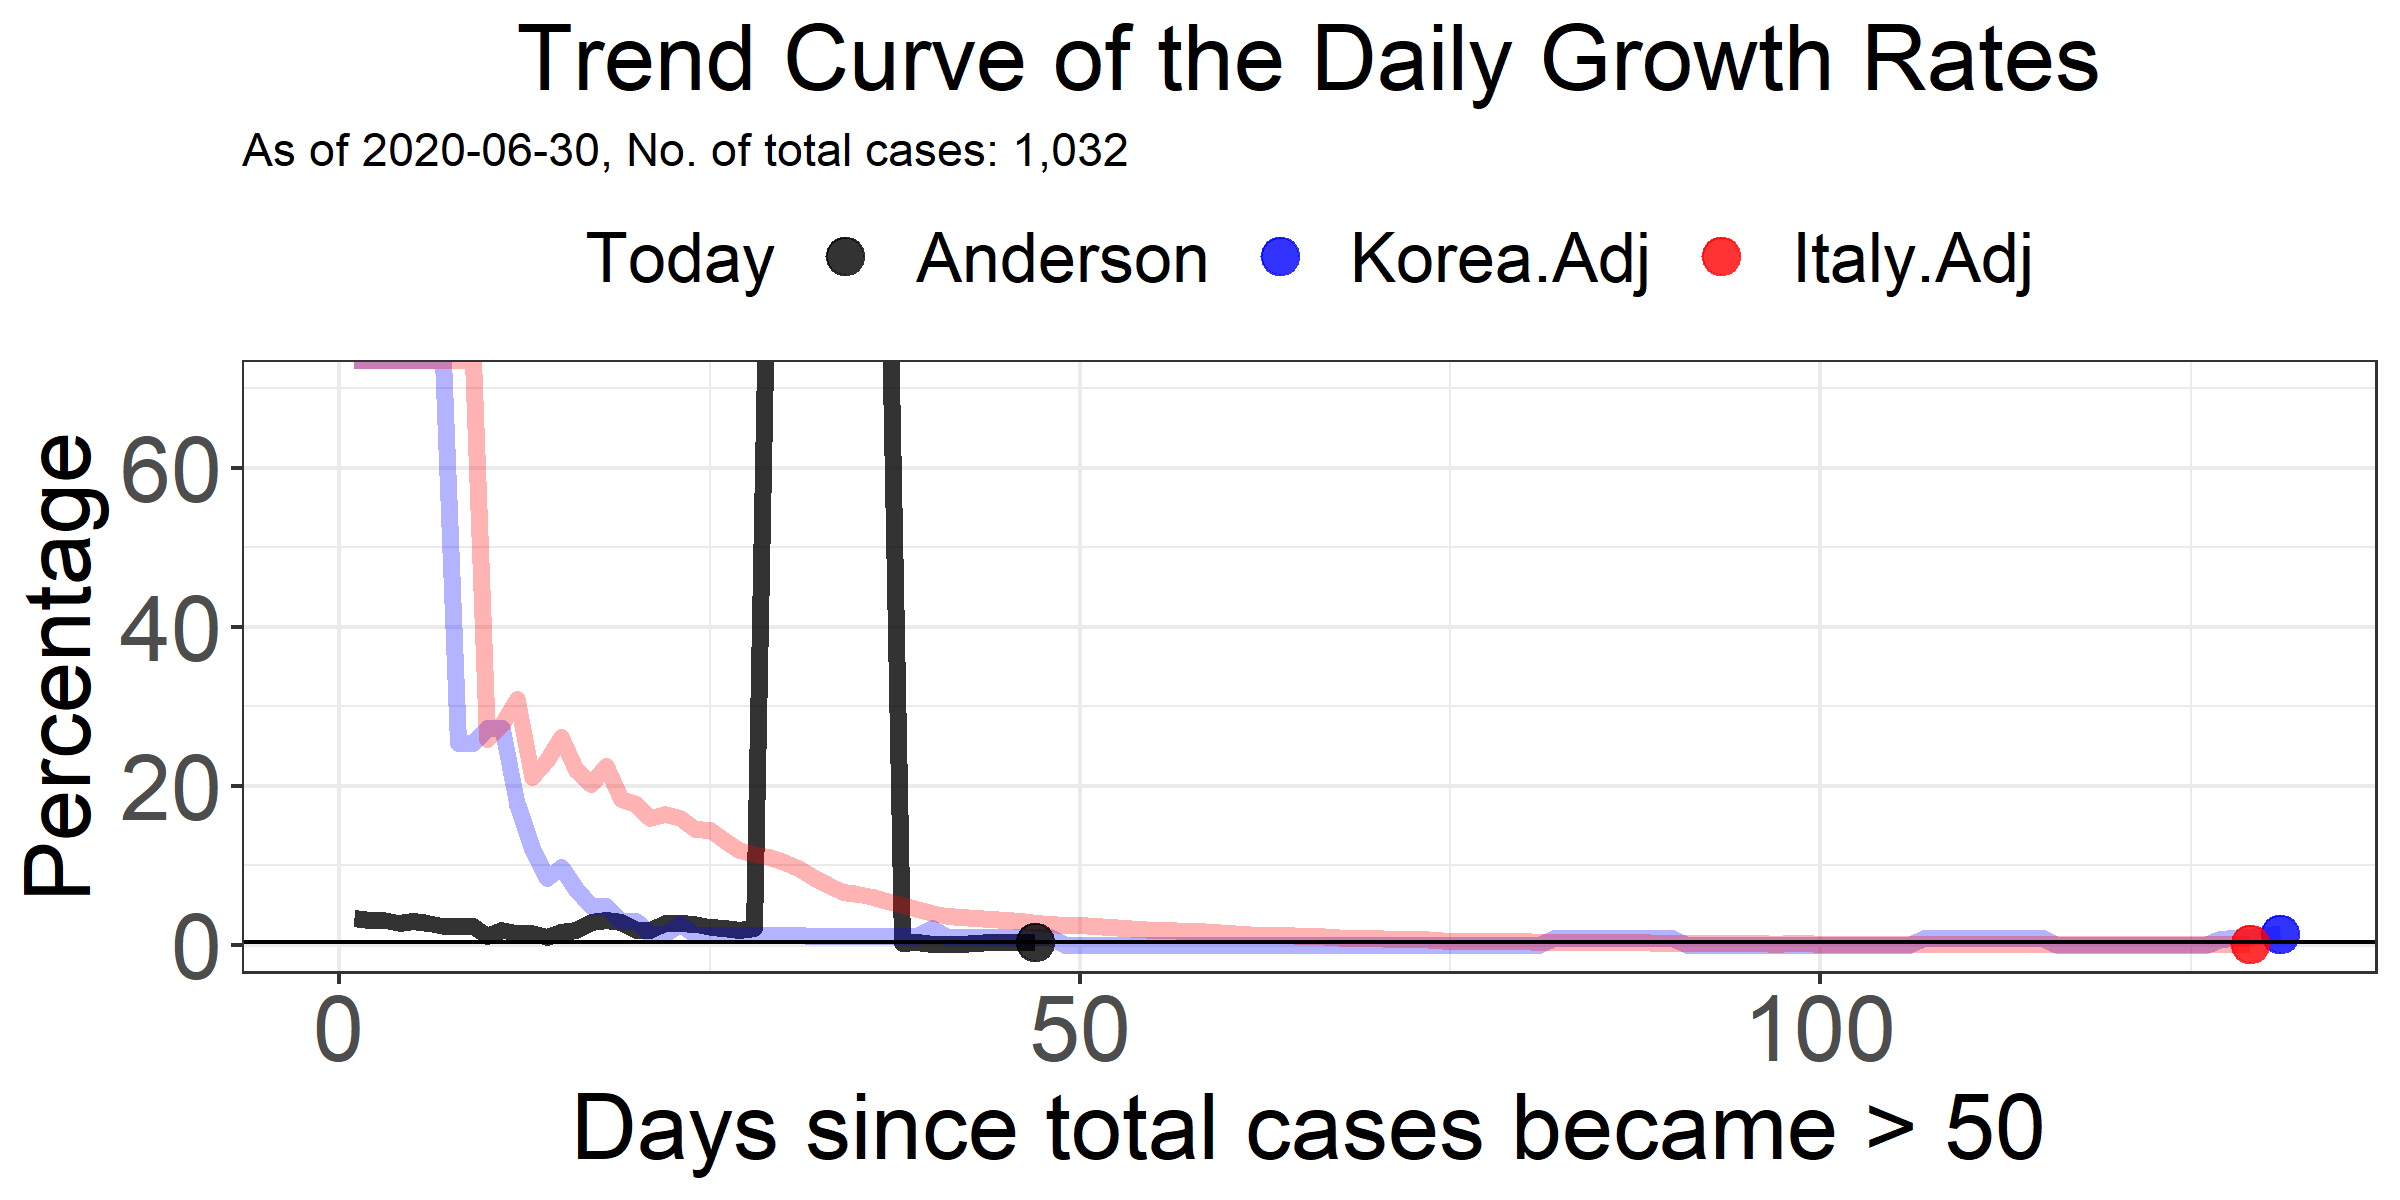 Trend Curve of the Daily Growth Rates
As of 2020-06-30, No. of total cases: 1,032
Today Anderson Korea.Adj Italy.Adj
Percentage
60
40
20
0
0 50 100
Days since total cases became > 50